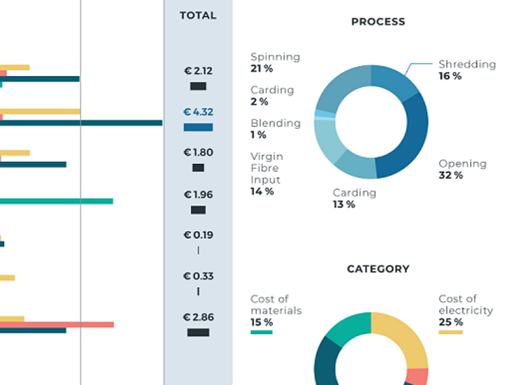 TOTAL
€ 2.12
€ 4.32
€ 1.80
€ 1.96
€ 0.19
€ 0.33
€ 2.86
PROCESS
Spinning
21 %
Carding
2 %
Blending
1 %
Virgin
Fibre
Input
14 %
Carding
13 %
Shredding
16 %
Opening
32 %
CATEGORY
Cost of
materials
15 %
Cost of
electricity
25 %